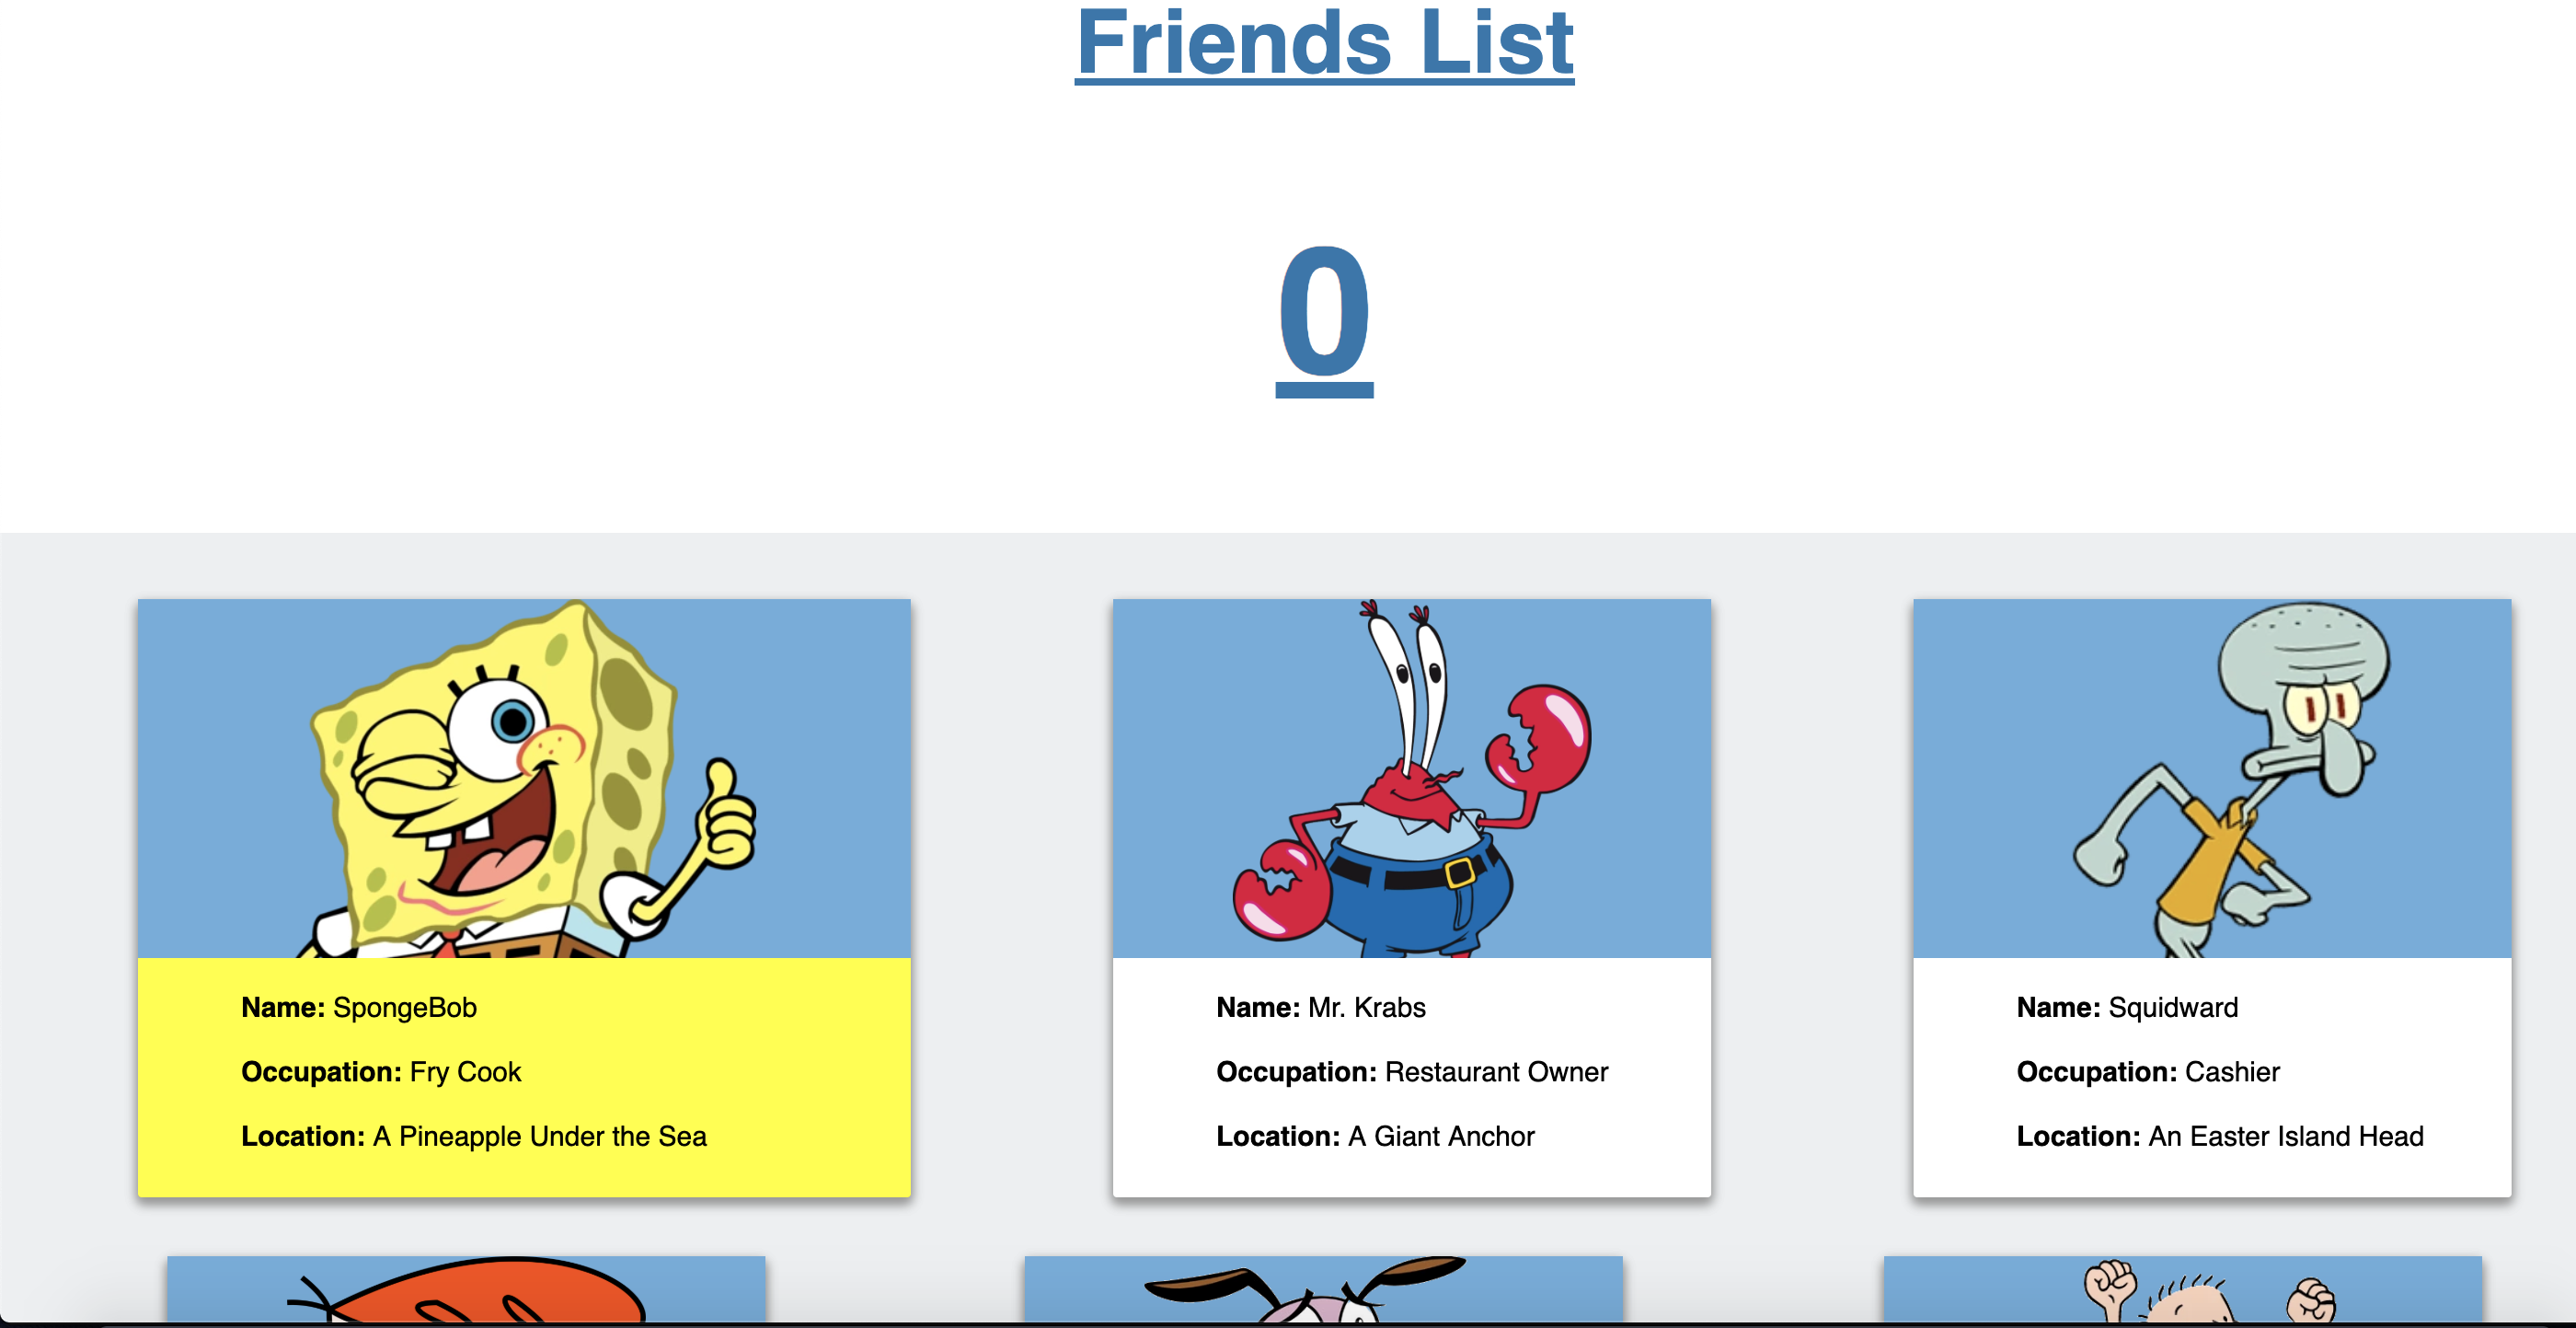 Friends List
0
Name: SpongeBob
Occupation: Fry Cook
Location: A Pineapple Under the Sea
Name: Mr. Krabs
Occupation: Restaurant Owner
Location: A Giant Anchor
Name: Squidward
Occupation: Cashier
Location: An Easter Island Head